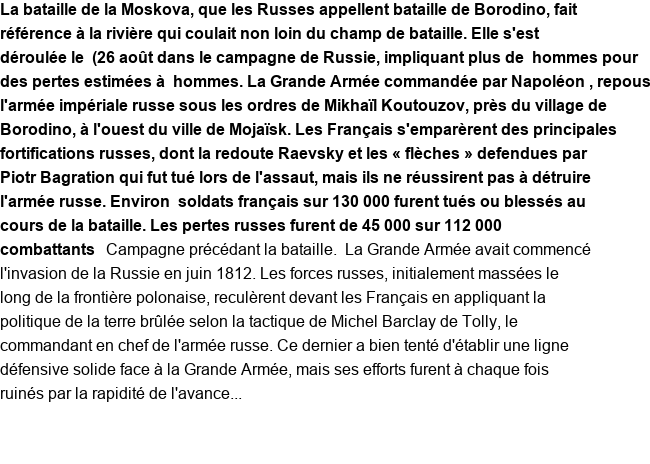 La bataille de la Moskova, que les Russes appellent bataille de Borodino, fait
référence à la rivière qui coulait non loin du champ de bataille. Elle s'est
déroulée le  (26 août dans le campagne de Russie, impliquant plus de  hommes pour
des pertes estimées à  hommes. La Grande Armée commandée par Napoléon , repous
l'armée impériale russe sous les ordres de Mikhaïl Koutouzov, près du village de
Borodino, à l'ouest du ville de Mojaïsk. Les Français s'emparèrent des principales
fortifications russes, dont la redoute Raevsky et les « flèches » defendues par
Piotr Bagration qui fut tué lors de l'assaut, mais ils ne réussirent pas à détruire
l'armée russe. Environ  soldats français sur 130 000 furent tués ou blessés au
cours de la bataille. Les pertes russes furent de 45 000 sur 112 000
combattants   Campagne précédant la bataille.  La Grande Armée avait commencé
l'invasion de la Russie en juin 1812. Les forces russes, initialement massées le
long de la frontière polonaise, reculèrent devant les Français en appliquant la
politique de la terre brûlée selon la tactique de Michel Barclay de Tolly, le
commandant en chef de l'armée russe. Ce dernier a bien tenté d'établir une ligne
défensive solide face à la Grande Armée, mais ses efforts furent à chaque fois
ruinés par la rapidité de l'avance...